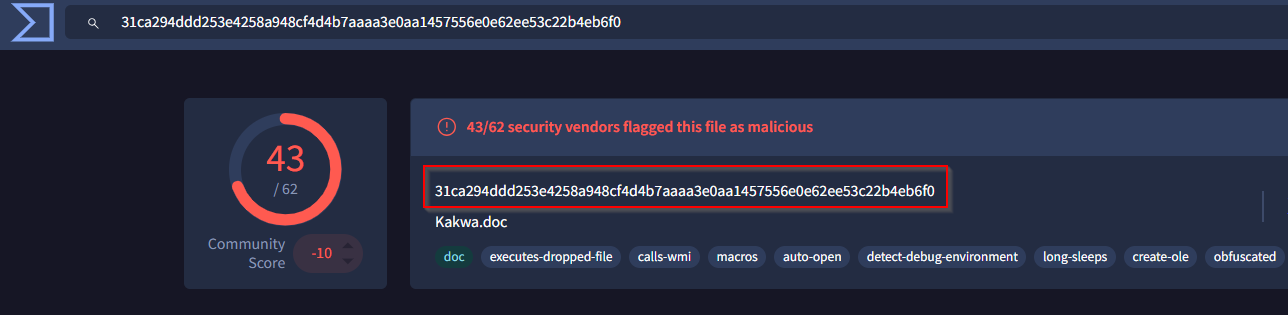 31ca294ddd253e4258a948cf4d4b7aaaa3e0aa1457556e0e62ee53c22b4eb6f0
43
/ 62
Community
Score
-10
43/62 security vendors flagged this file as malicious
31ca294ddd253e4258a948cf4d4b7aaaa3e0aa1457556e0e62ee53c22b4eb6f0
Kakwa.doc
doc executes-dropped-file calls-wmi macros auto-open detect-debug-environment long-sleeps create-ole obfuscated